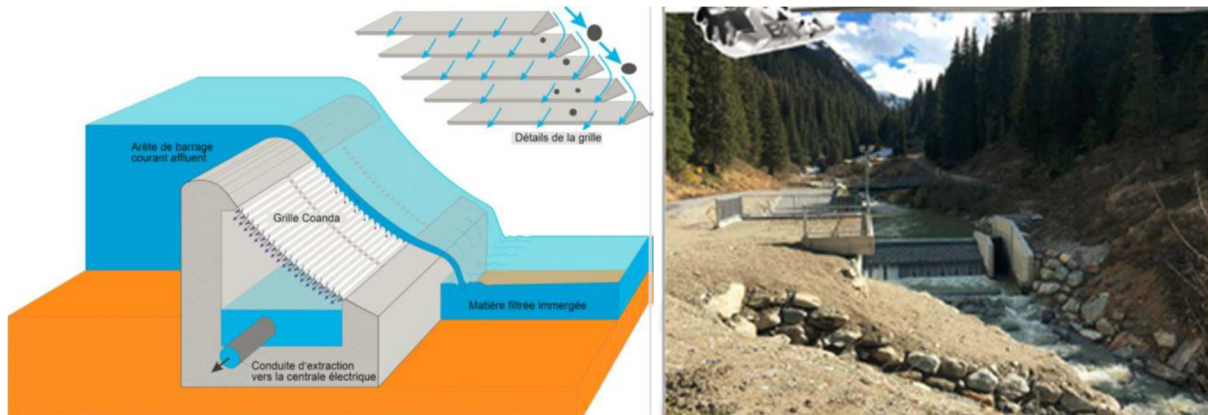 Détails de la grille
Arête de barrage
courant affluent
Grille Coanda
Matière filtrée immergée
Conduite d'extraction
vers la centrale électrique